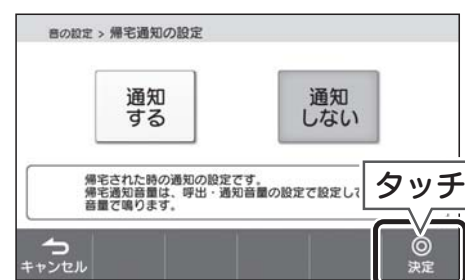 音の設定 > 帰宅通知の設定
通知
する
通知
しない
帰宅された時の通知の設定です。
帰宅通知音量は、呼出・通知音量の設定で設定して
音量で鳴ります。
タッチ
キャンセル
決定